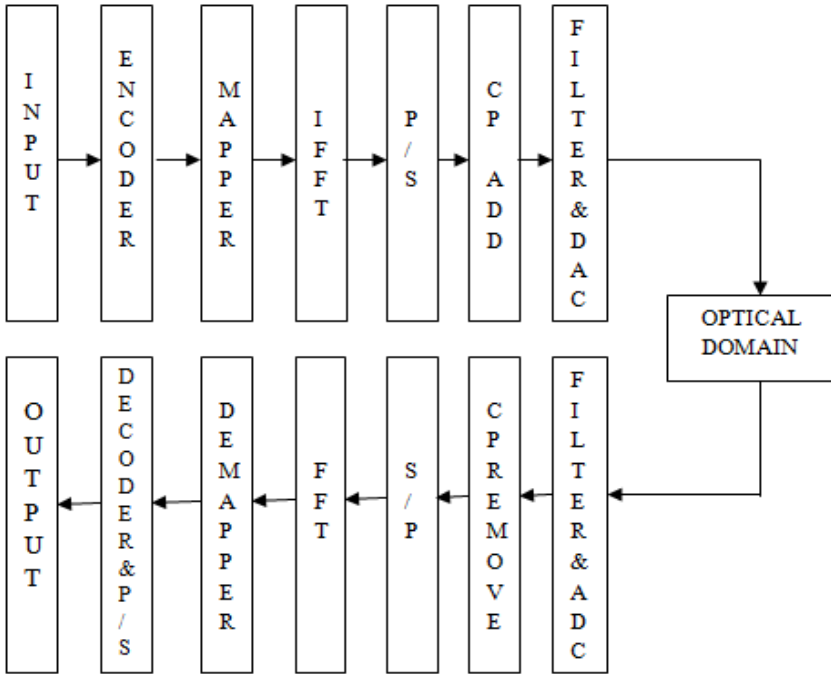 INPUT
ENCODER
MAPPER
IFFT
P/S
CP ADD
FILTER&DAC
OPTICAL
DOMAIN
OUTPUT
DECODER&P/S
DEMAPPER
FFT
S/P
CPREMOVE
FILTER&ADC